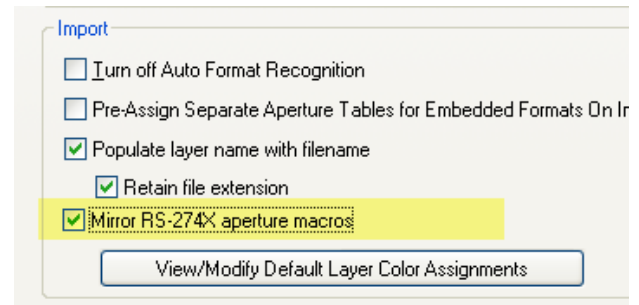 Import
Turn off Auto Format Recognition
Pre-Assign Separate Aperture Tables for Embedded Formats On
Populate layer name with filename
Retain file extension
Mirror RS-274X aperture macros
View/Modify Default Layer Color Assignments